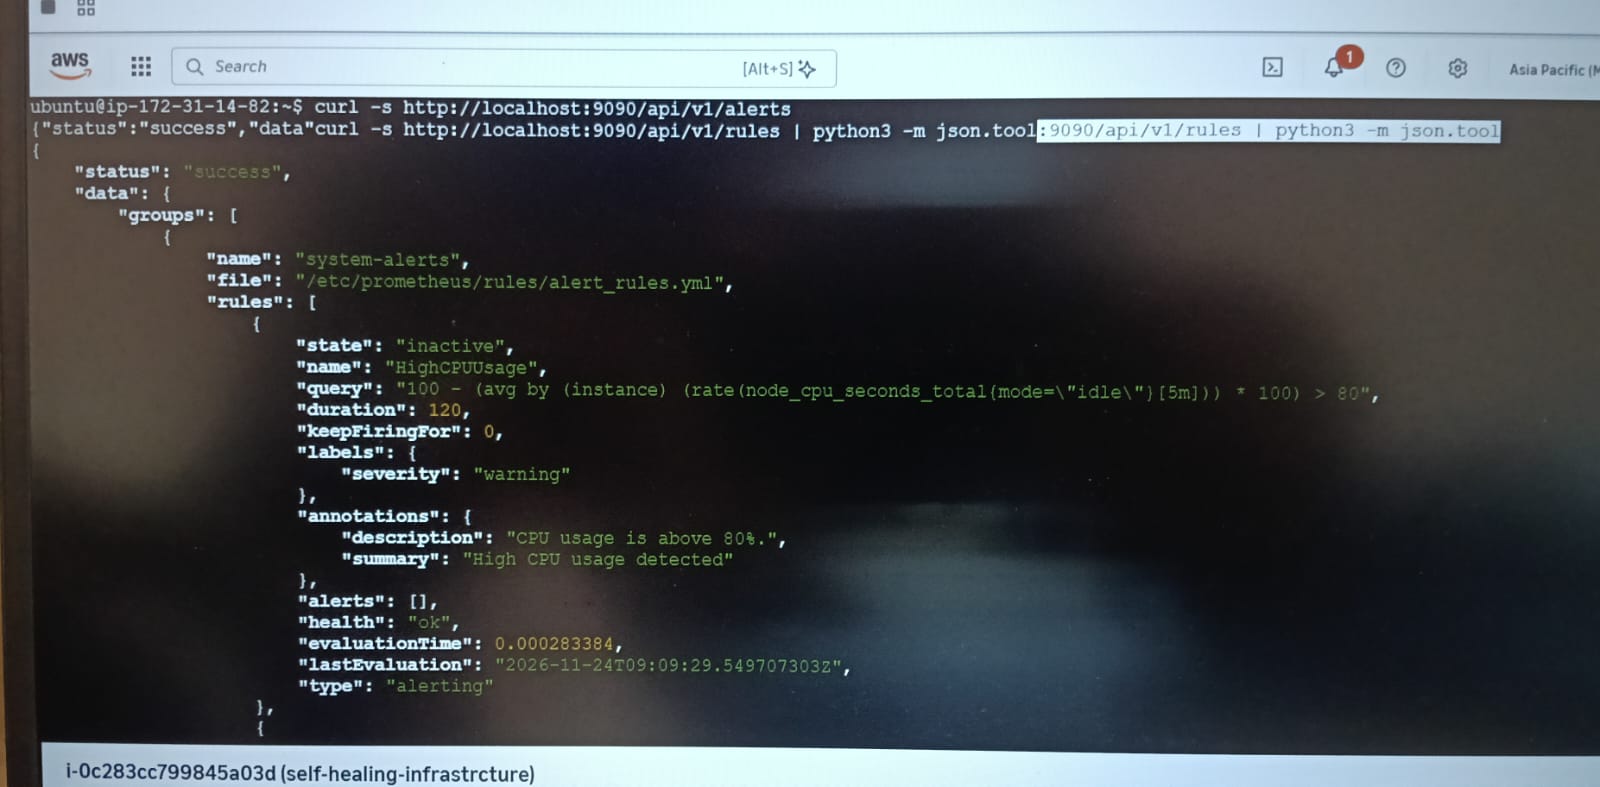 aws
Search [Alt+S]
1
Asia Pacific (M
ubuntu@ip-172-31-14-82:~$ curl -s http://localhost:9090/api/v1/alerts
{"status":"success","data"curl -s http://localhost:9090/api/v1/rules | python3 -m json.tool:9090/api/v1/rules | python3 -m json.tool
{
"status": "success",
"data": {
"groups": [
{
"name": "system-alerts",
"file": "/etc/prometheus/rules/alert_rules.yml",
"rules": [
{
"state": "inactive",
"name": "HighCPUUsage",
"query": "100 - (avg by (instance) (rate(node_cpu_seconds_total{mode=\"idle\"}[5m])) * 100) > 80",
"duration": 120,
"keepFiringFor": 0,
"labels": {
"severity": "warning"
},
"annotations": {
"description": "CPU usage is above 80%.",
"summary": "High CPU usage detected"
},
"alerts": [],
"health": "ok",
"evaluationTime": 0.000283384,
"lastEvaluation": "2026-11-24T09:09:29.549707303Z",
"type": "alerting"
},
{
i-0c283cc799845a03d (self-healing-infrastrcture)